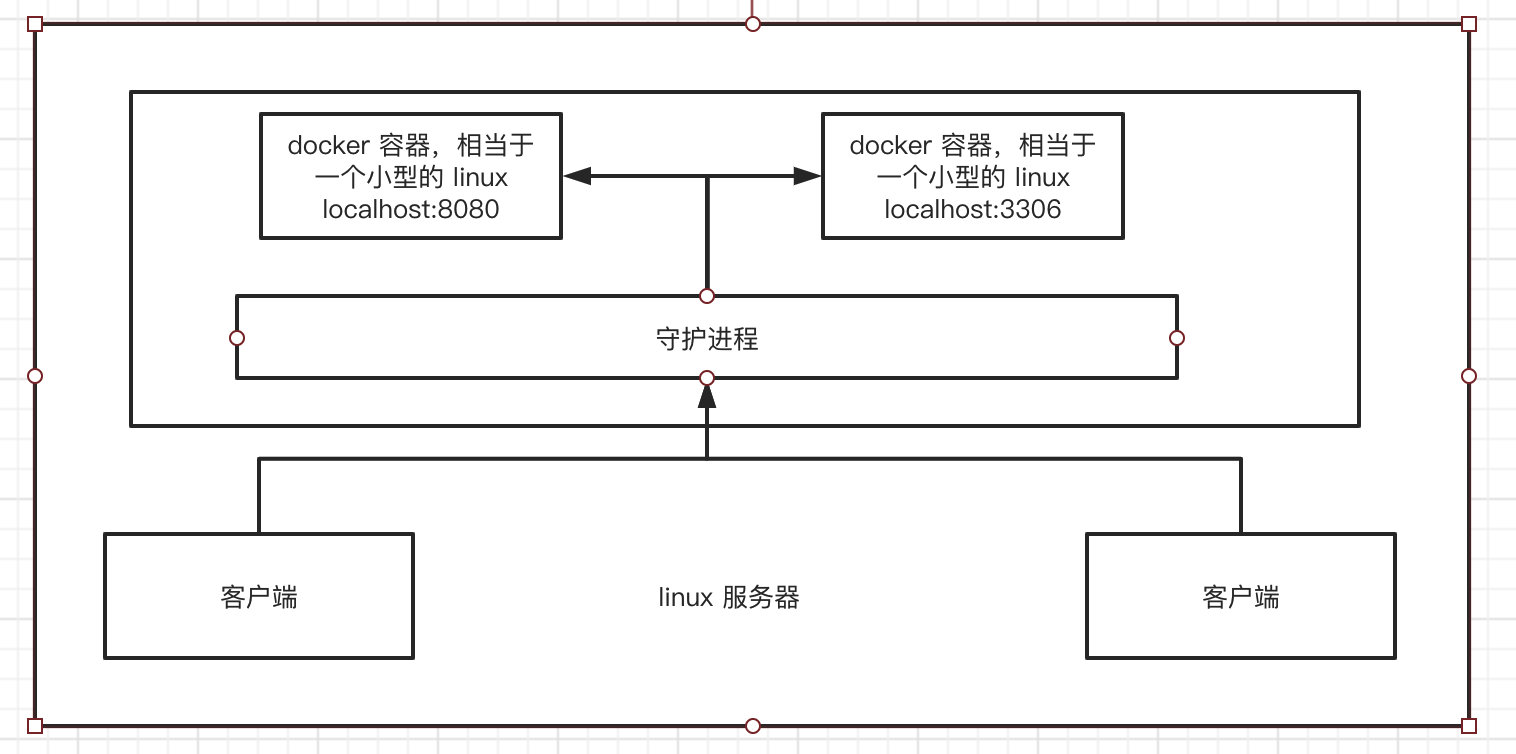 docker 容器，相当于
一个小型的 linux
localhost:8080
docker 容器，相当于
一个小型的 linux
localhost:3306
守护进程
客户端
linux 服务器
客户端